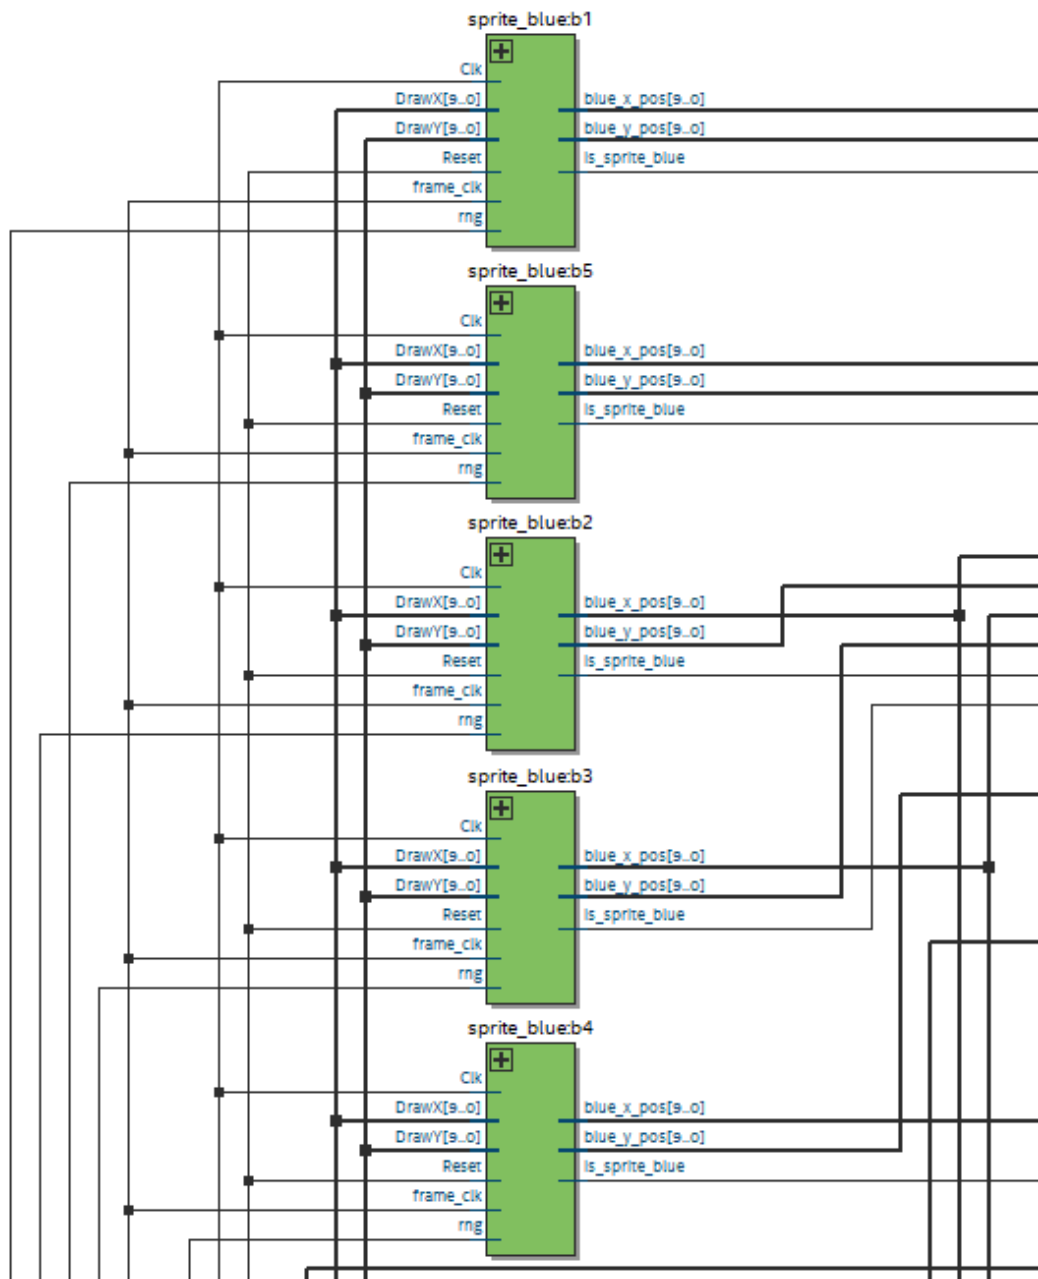 sprite_blue:b1
Clk
DrawX[9..0]
blue_x_pos[9..0]
DrawY[9..0]
blue_y_pos[9..0]
Reset
is_sprite_blue
frame_clk
rng
sprite_blue:b5
Clk
DrawX[9..0]
blue_x_pos[9..0]
DrawY[9..0]
blue_y_pos[9..0]
Reset
is_sprite_blue
frame_clk
rng
sprite_blue:b2
Clk
DrawX[9..0]
blue_x_pos[9..0]
DrawY[9..0]
blue_y_pos[9..0]
Reset
is_sprite_blue
frame_clk
rng
sprite_blue:b3
Clk
DrawX[9..0]
blue_x_pos[9..0]
DrawY[9..0]
blue_y_pos[9..0]
Reset
is_sprite_blue
frame_clk
rng
sprite_blue:b4
Clk
DrawX[9..0]
blue_x_pos[9..0]
DrawY[9..0]
blue_y_pos[9..0]
Reset
is_sprite_blue
frame_clk
rng